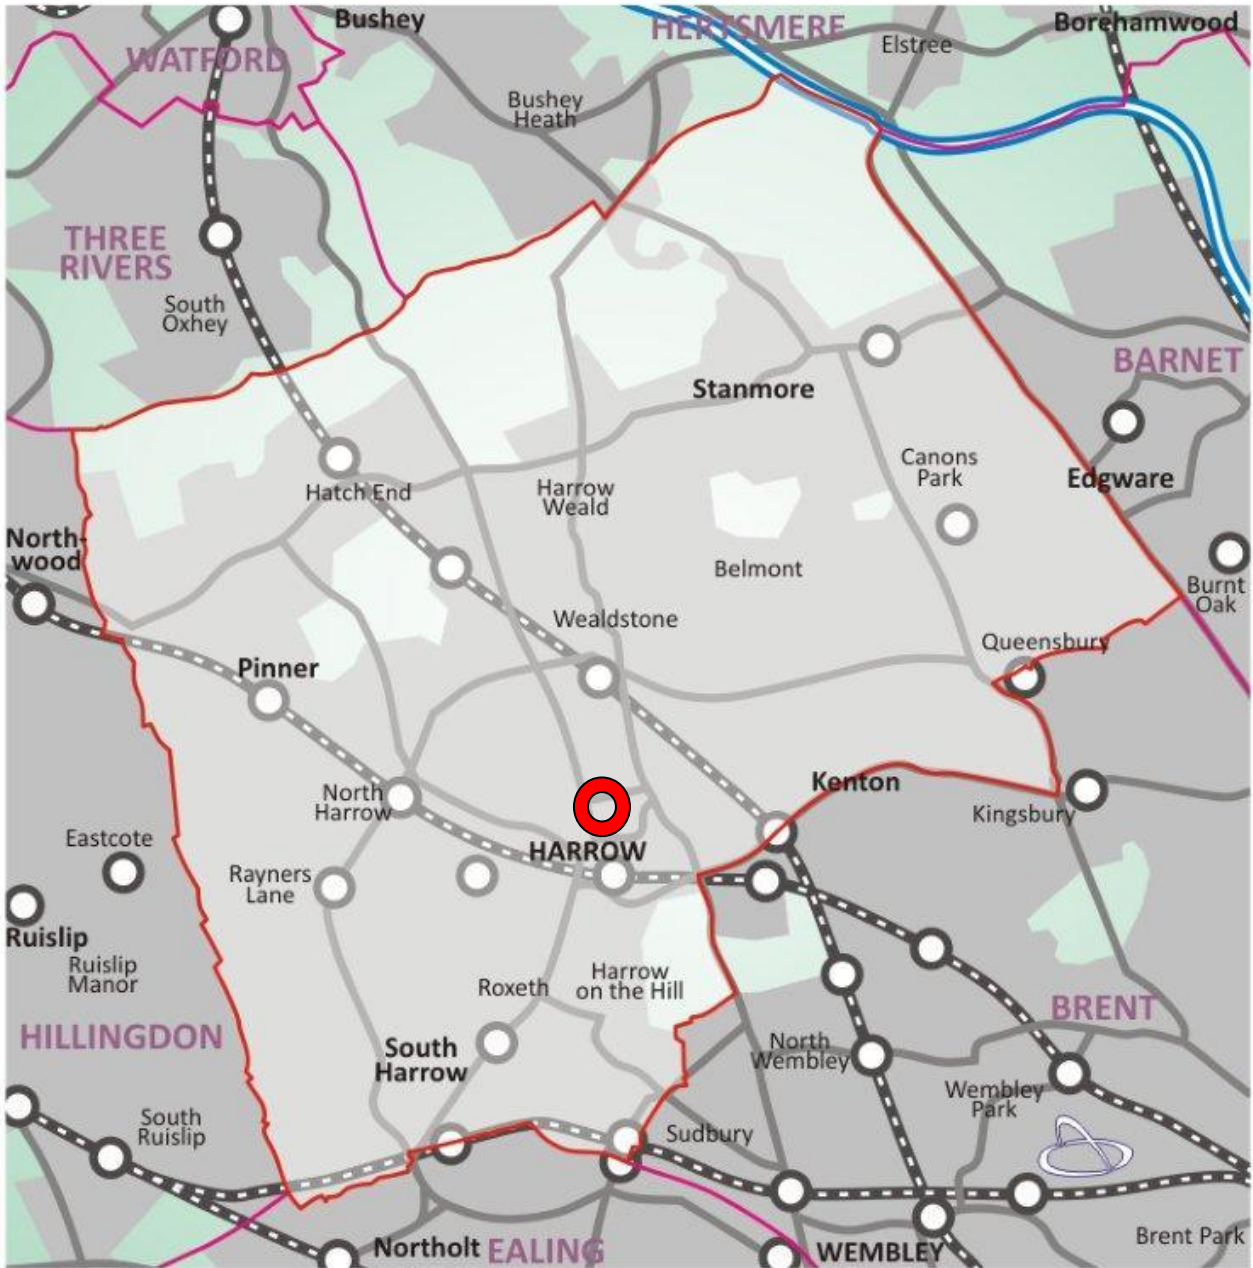 Bushey
HERTSMERE
Borehamwood
Elstree
WATFORD
Bushey
Heath
THREE
RIVERS
South
Oxhey
BARNET
Stanmore
Edgware
Canons
Park
Hatch End
Harrow
Weald
North-
wood
Belmont
Burnt
Oak
Wealdstone
Queensbury
Pinner
Kenton
North
Harrow
Kingsbury
Eastcote
HARROW
Rayners
Lane
Ruislip
Ruislip
Manor
Roxeth
Harrow
on the Hill
HILLINGDON
BRENT
South
Harrow
North
Wembley
Wembley
Park
South
Ruislip
Sudbury
Northolt
EALING
WEMBLEY
Brent Park